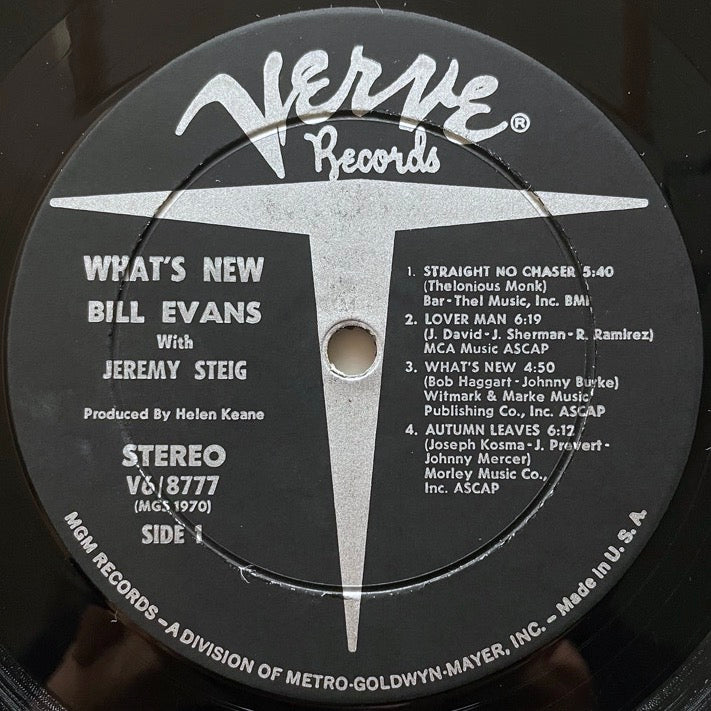 Verve®
Records
WHAT'S NEW
BILL EVANS
With
JEREMY STEIG
Produced By Helen Keane
STEREO
V6/8777
(MGS 1970)
SIDE 1
1. STRAIGHT NO CHASER 5:40
(Thelonious Monk)
Bar-Thel Music, Inc. BMI
2. LOVER MAN 6:19
(J. David-J. Sherman-R. Ramirez)
MCA Music ASCAP
3. WHAT'S NEW 4:50
(Bob Haggart-Johnny Burke)
Witmark & Marke Music
Publishing Co., Inc. ASCAP
4. AUTUMN LEAVES 6:12
(Joseph Kosma-J. Prevert-
Johnny Mercer)
Morley Music Co.,
Inc. ASCAP
MGM RECORDS—A DIVISION OF METRO-GOLDWYN-MAYER, INC.—Made In U.S.A.